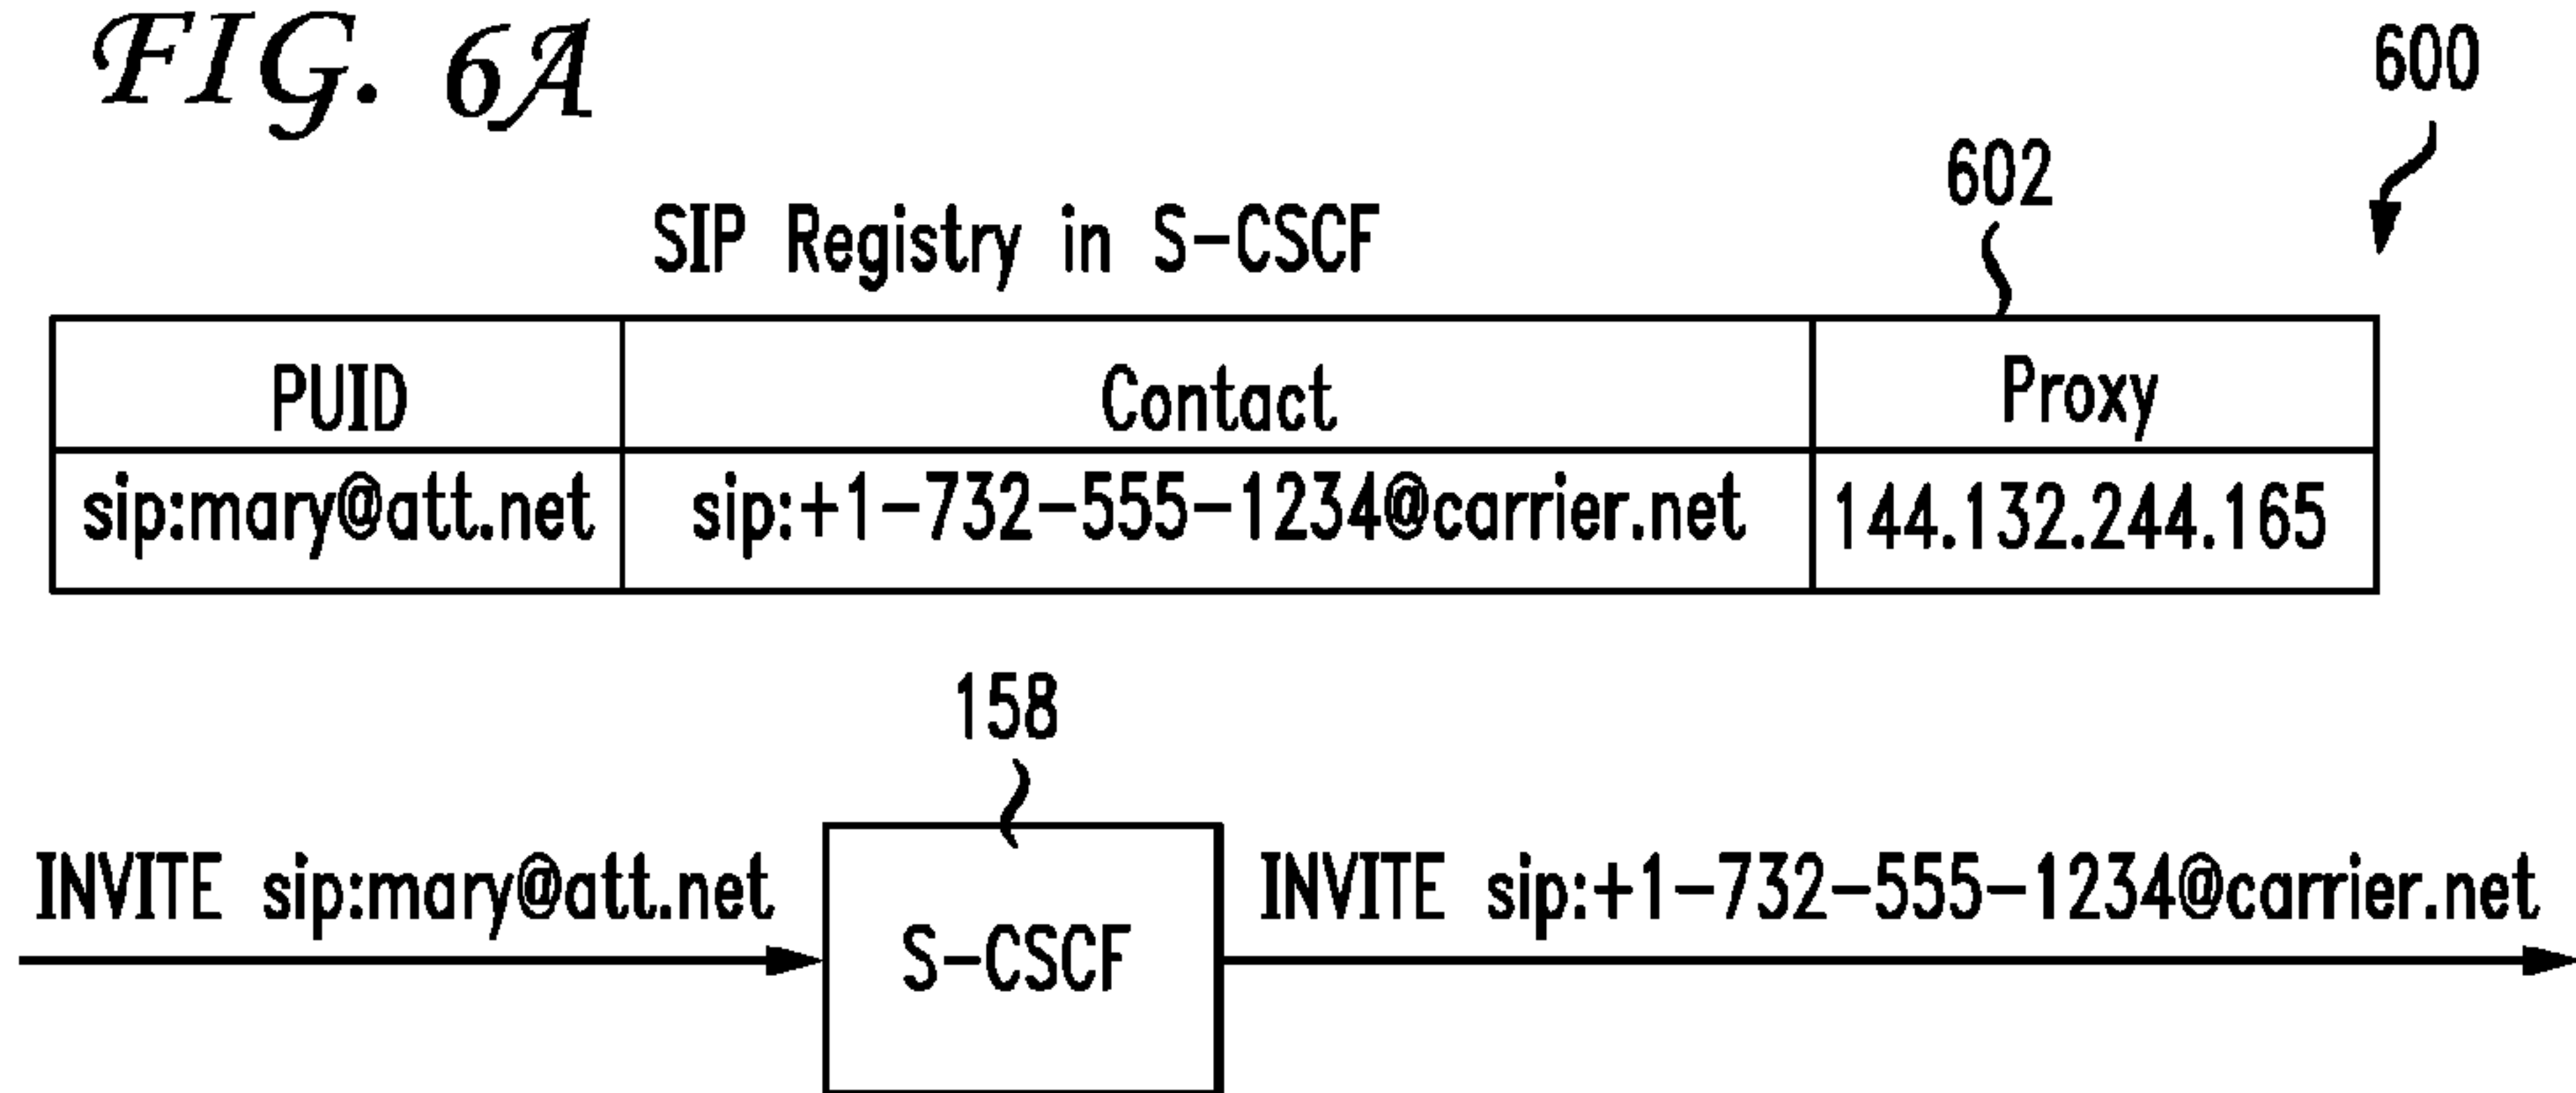 FIG. 6A
600
602
SIP Registry in S-CSCF
PUID Contact Proxy
sip:mary@att.net sip:+1-732-555-1234@carrier.net 144.132.244.165
158
INVITE sip:mary@att.net INVITE sip:+1-732-555-1234@carrier.net
S-CSCF